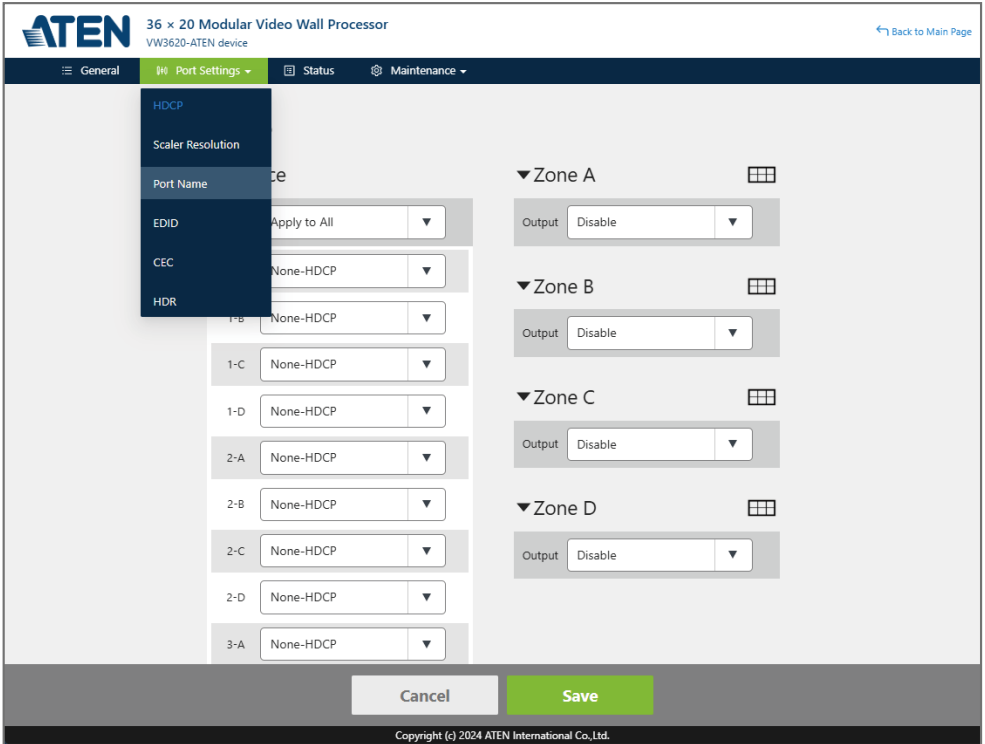 ATEN
36 × 20 Modular Video Wall Processor
VW3620-ATEN device
Back to Main Page
General
Port Settings
Status
Maintenance
HDCP
Scaler Resolution
Port Name
EDID
CEC
HDR
Apply to All
None-HDCP
1-B None-HDCP
1-C None-HDCP
1-D None-HDCP
2-A None-HDCP
2-B None-HDCP
2-C None-HDCP
2-D None-HDCP
3-A None-HDCP
Zone A
Output Disable
Zone B
Output Disable
Zone C
Output Disable
Zone D
Output Disable
Cancel
Save
Copyright (c) 2024 ATEN International Co.,Ltd.